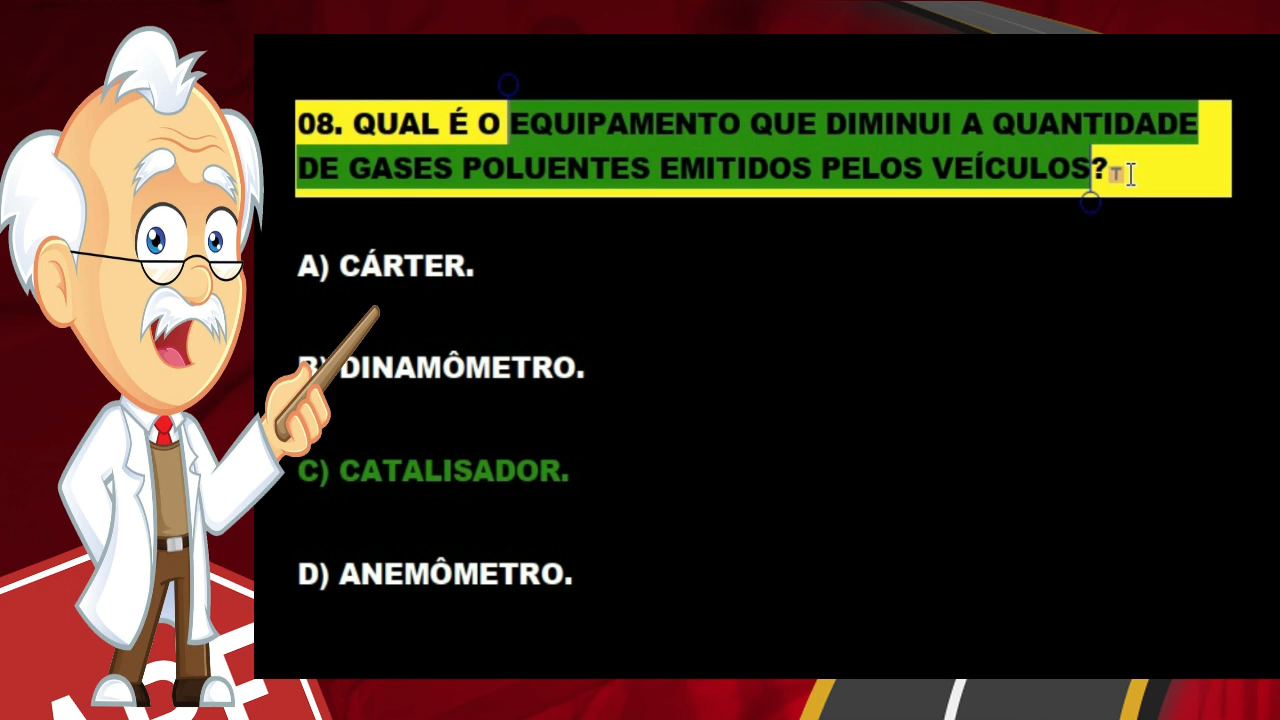 08. QUAL É O EQUIPAMENTO QUE DIMINUI A QUANTIDADE
DE GASES POLUENTES EMITIDOS PELOS VEÍCULOS?
A) CÁRTER.
B) DINAMÔMETRO.
C) CATALISADOR.
D) ANEMÔMETRO.